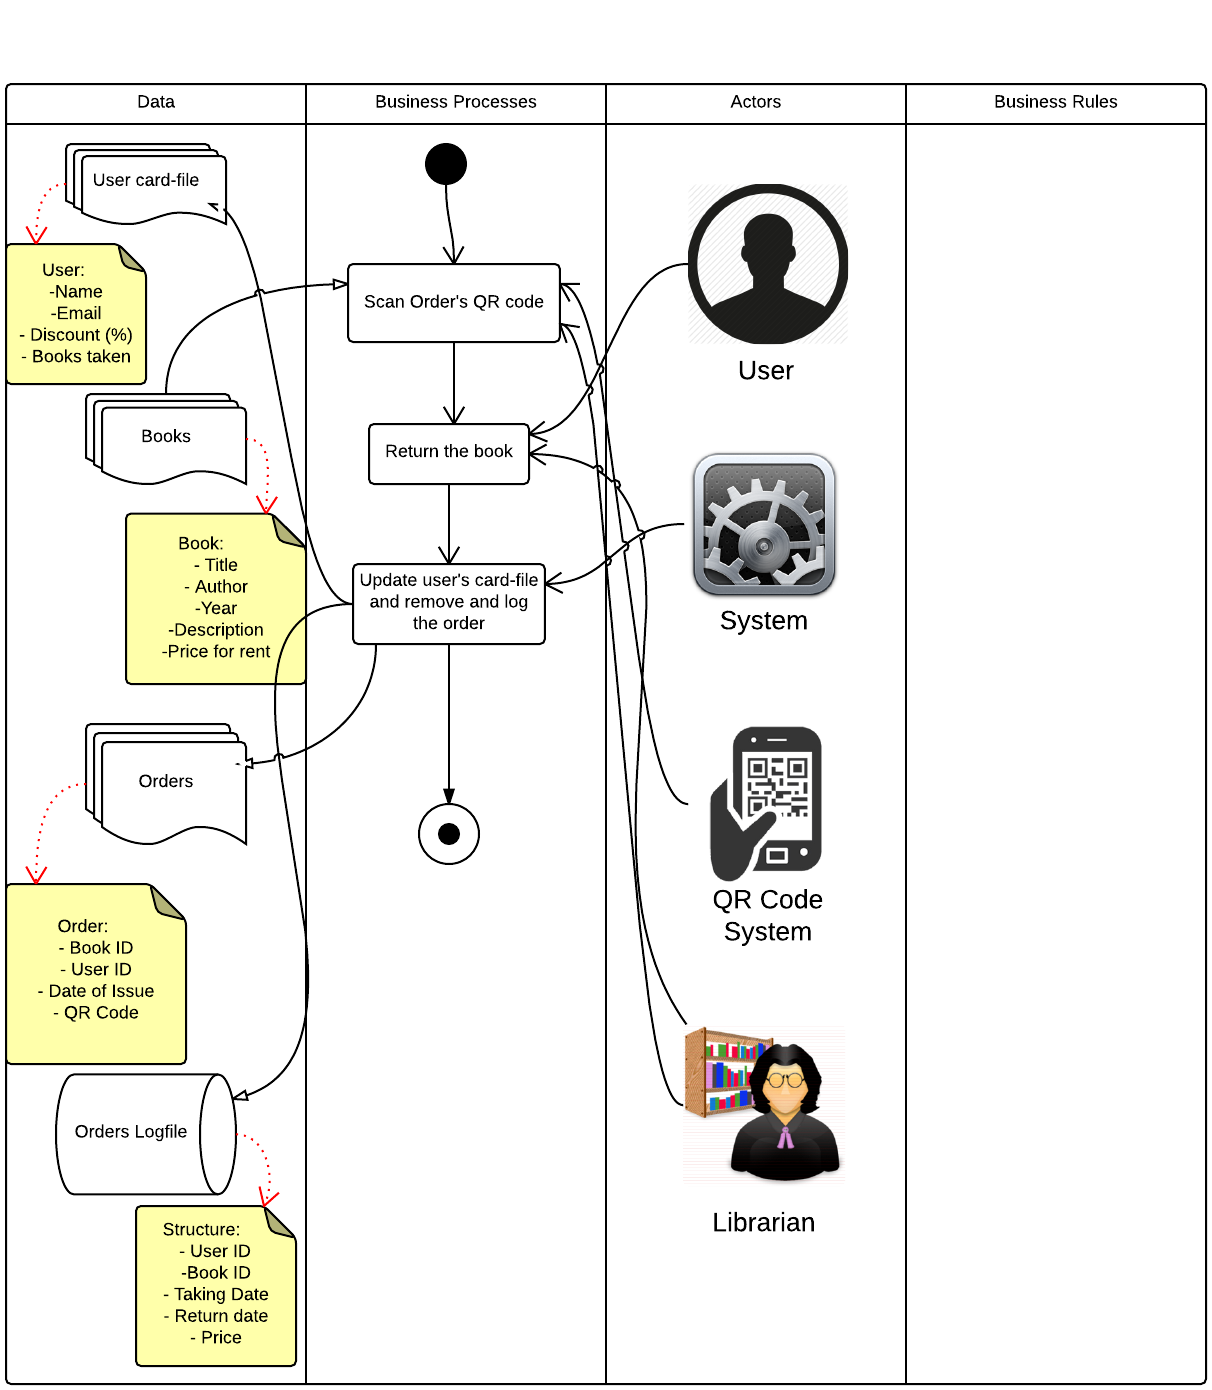 Data
Business Processes
Actors
Business Rules
User card-file
User:
-Name
-Email
- Discount (%)
- Books taken
Books
Book:
- Title
- Author
-Year
-Description
-Price for rent
Orders
Order:
- Book ID
- User ID
- Date of Issue
- QR Code
Orders Logfile
Structure:
- User ID
-Book ID
- Taking Date
- Return date
- Price
Scan Order's QR code
Return the book
Update user's card-file
and remove and log
the order
User
System
QR Code
System
Librarian